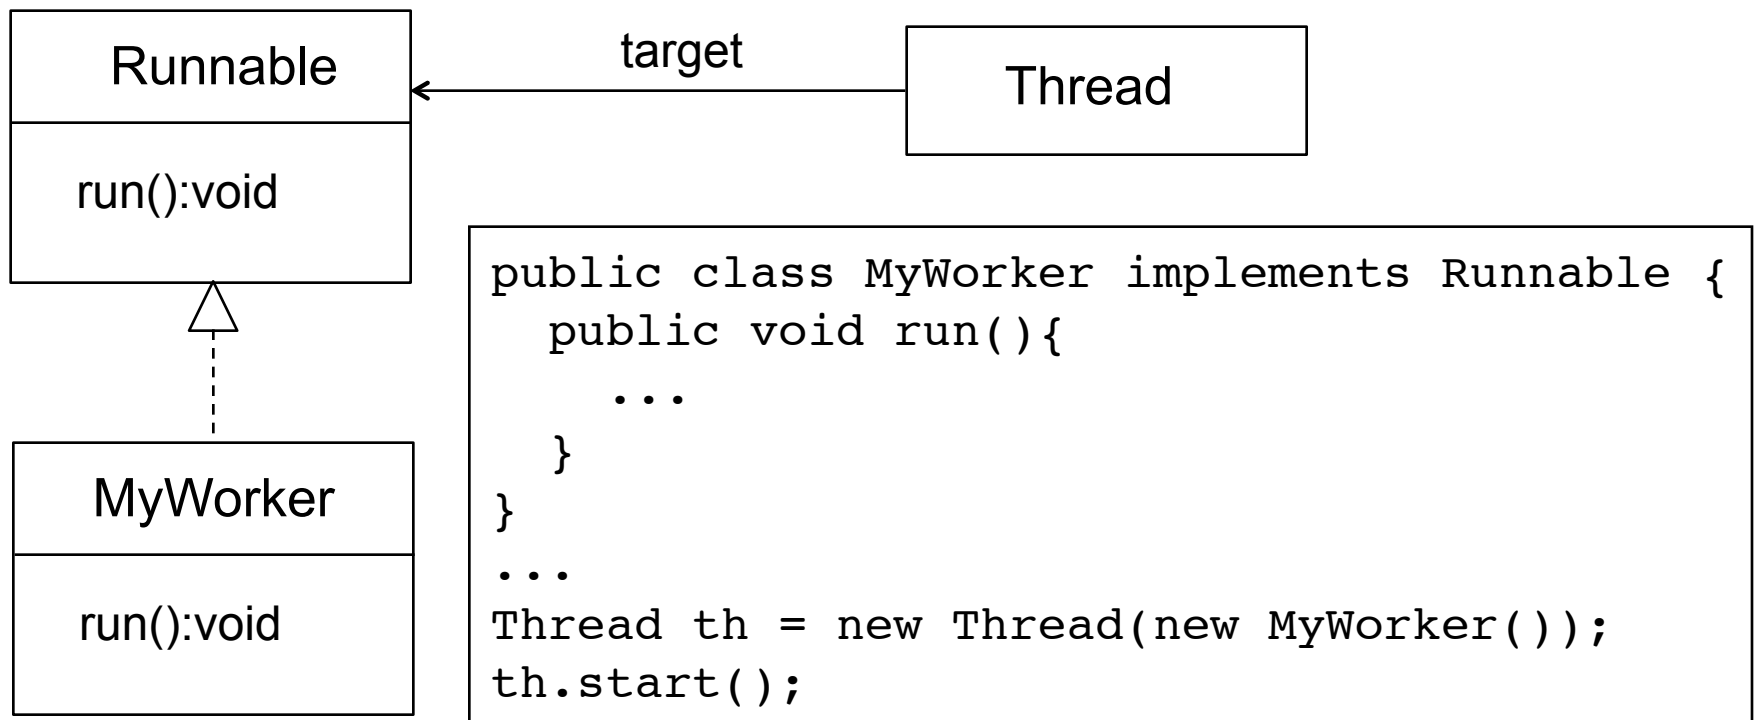 Runnable
run():void
target
Thread
MyWorker
run():void
public class MyWorker implements Runnable {
  public void run(){
    ...
  }
}
...
Thread th = new Thread(new MyWorker());
th.start();